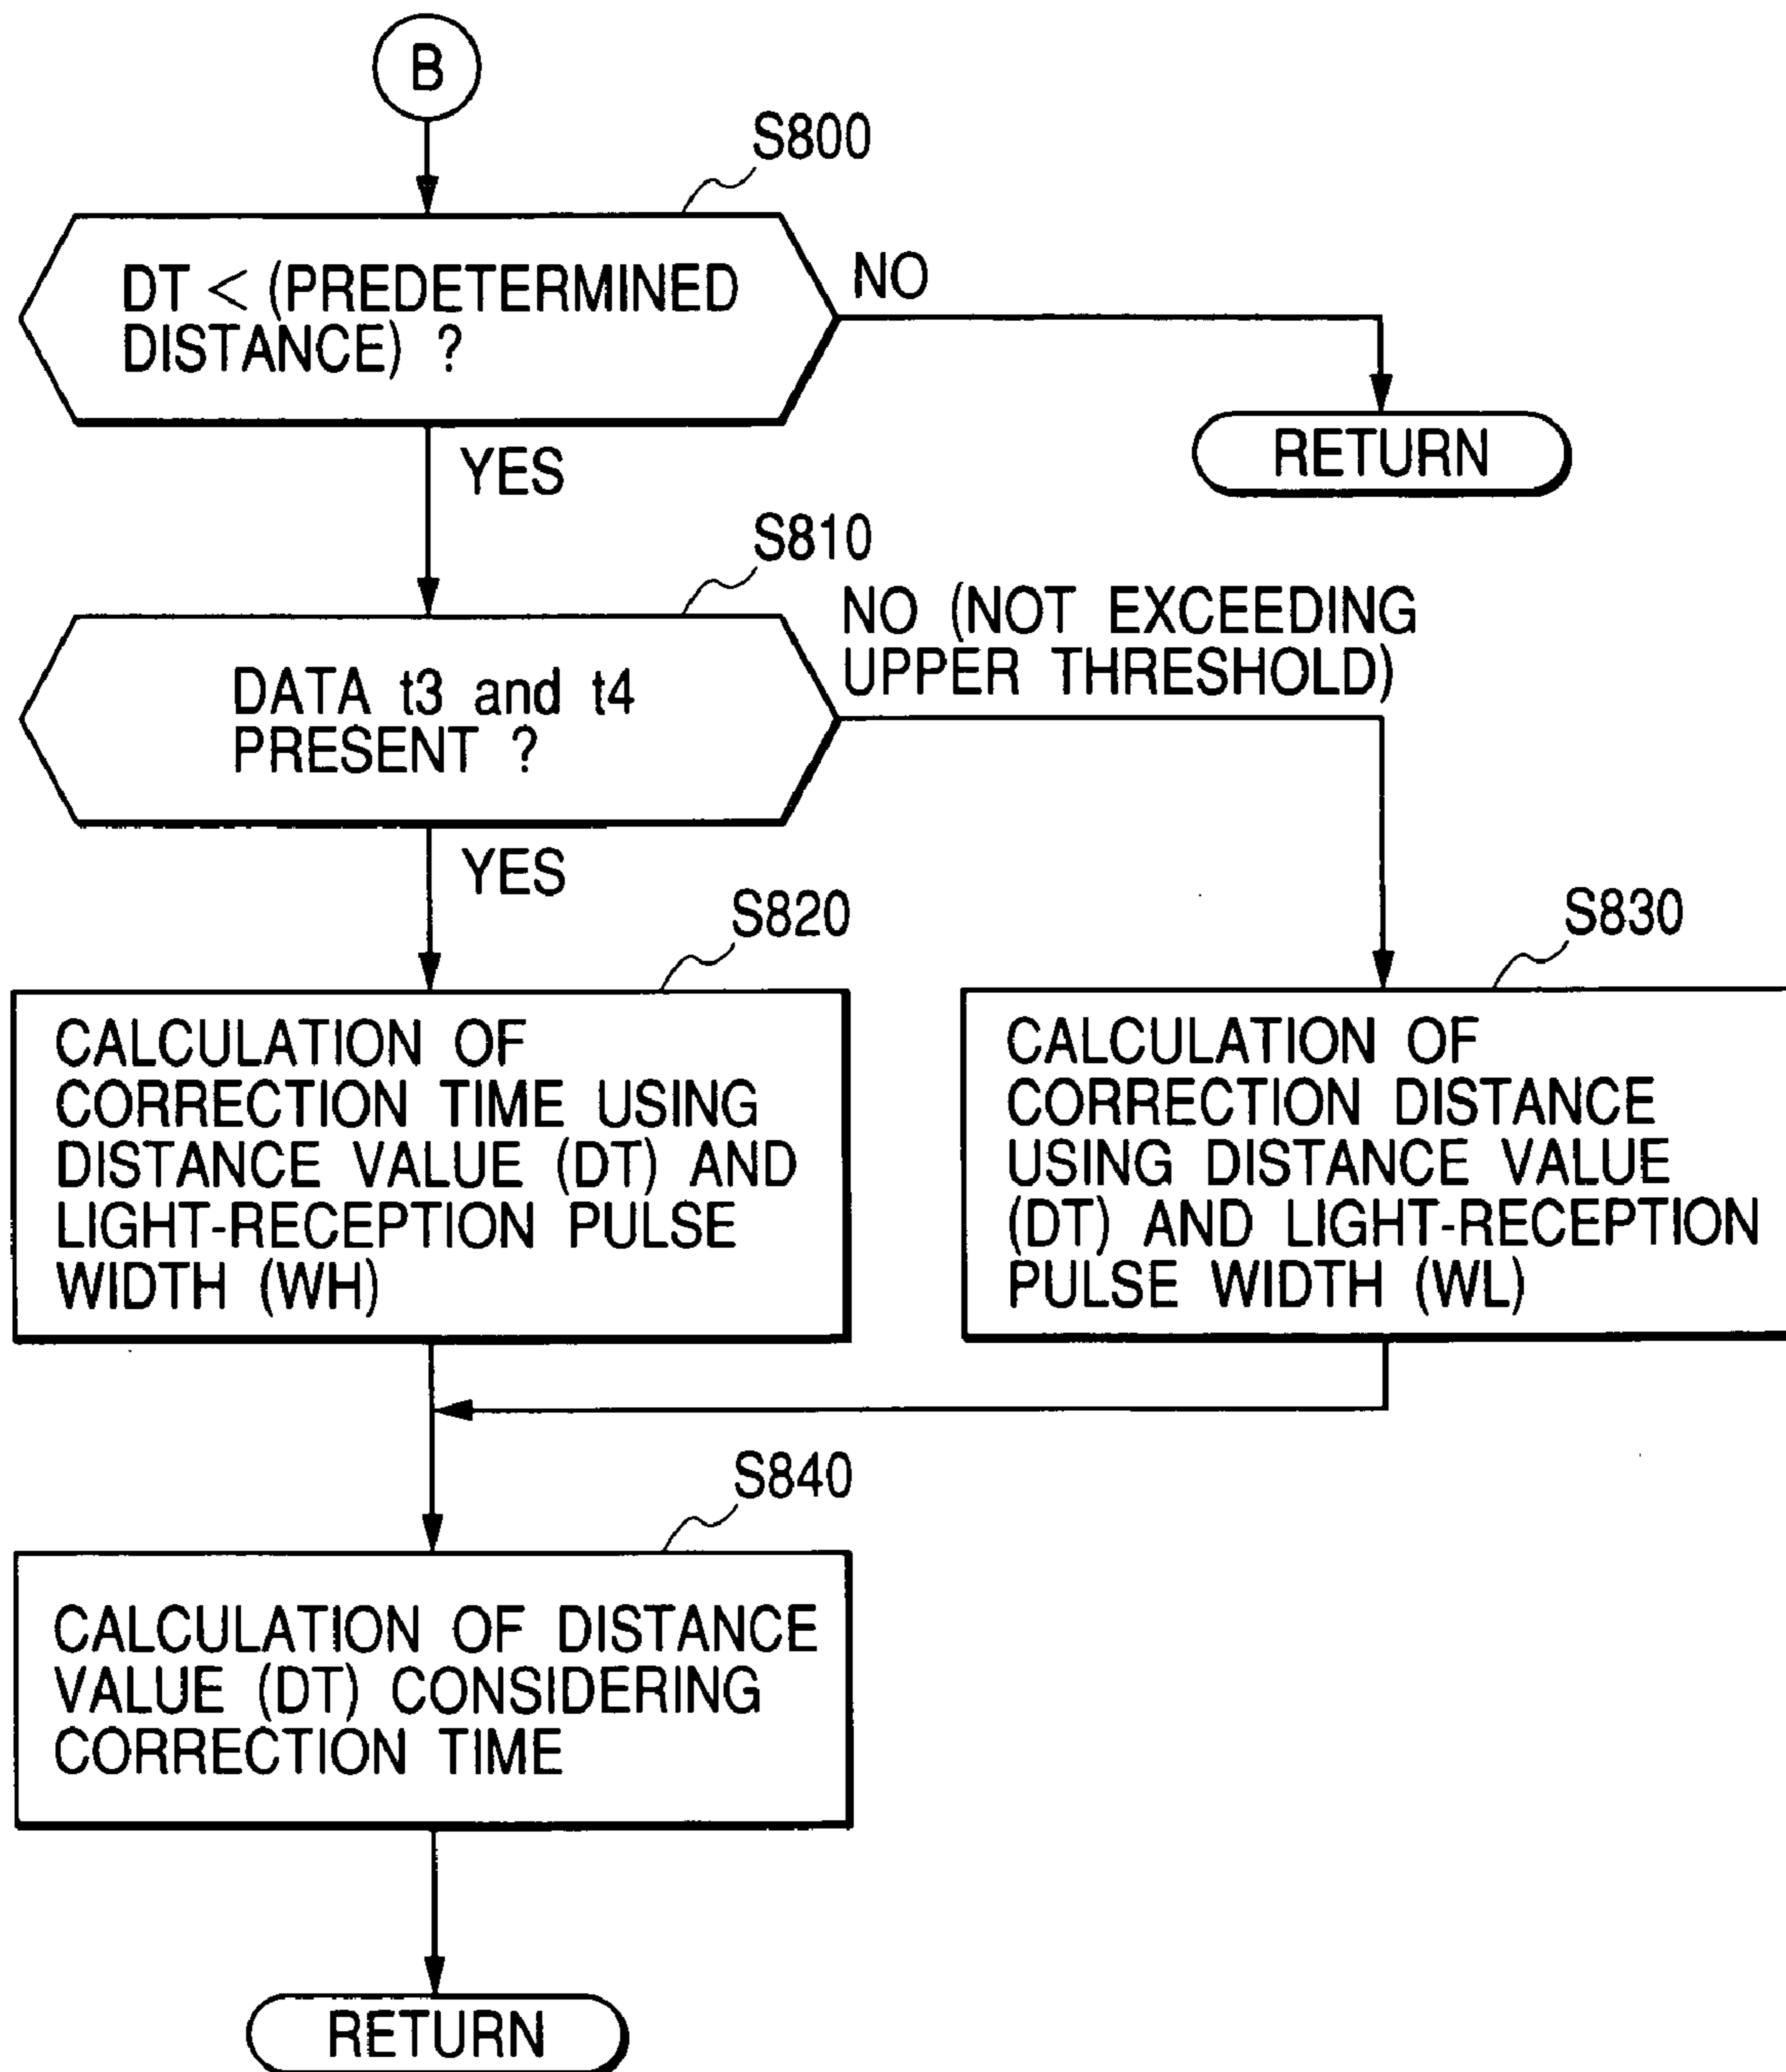 B
S800
DT < (PREDETERMINED
DISTANCE) ?
NO
RETURN
YES
S810
NO (NOT EXCEEDING
UPPER THRESHOLD)
DATA t3 and t4
PRESENT ?
YES
S820
CALCULATION OF
CORRECTION TIME USING
DISTANCE VALUE (DT) AND
LIGHT-RECEPTION PULSE
WIDTH (WH)
S830
CALCULATION OF
CORRECTION DISTANCE
USING DISTANCE VALUE
(DT) AND LIGHT-RECEPTION
PULSE WIDTH (WL)
S840
CALCULATION OF DISTANCE
VALUE (DT) CONSIDERING
CORRECTION TIME
RETURN